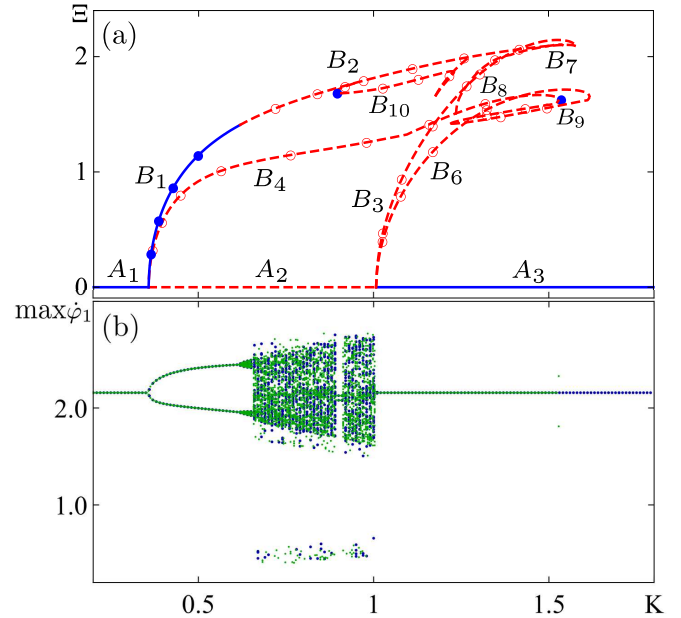 Ξ
(a)
2
1
0
B₁
B₂
B₁₀
B₄
B₃
B₆
B₈
B₇
B₉
A₁
A₂
A₃
maxφ̇₁
(b)
2.0
1.0
0.5
1
1.5
K